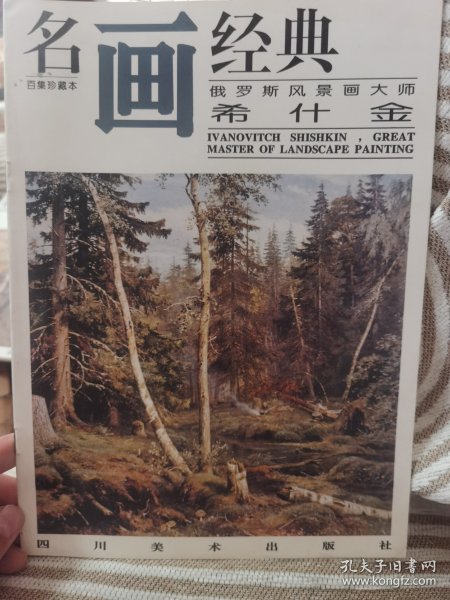 名画经典
百集珍藏本
俄罗斯风景画大师
希什金
IVANOVITCH SHISHKIN , GREAT
MASTER OF LANDSCAPE PAINTING
四川美术出版社
孔夫子旧书网
www.kongfz.com